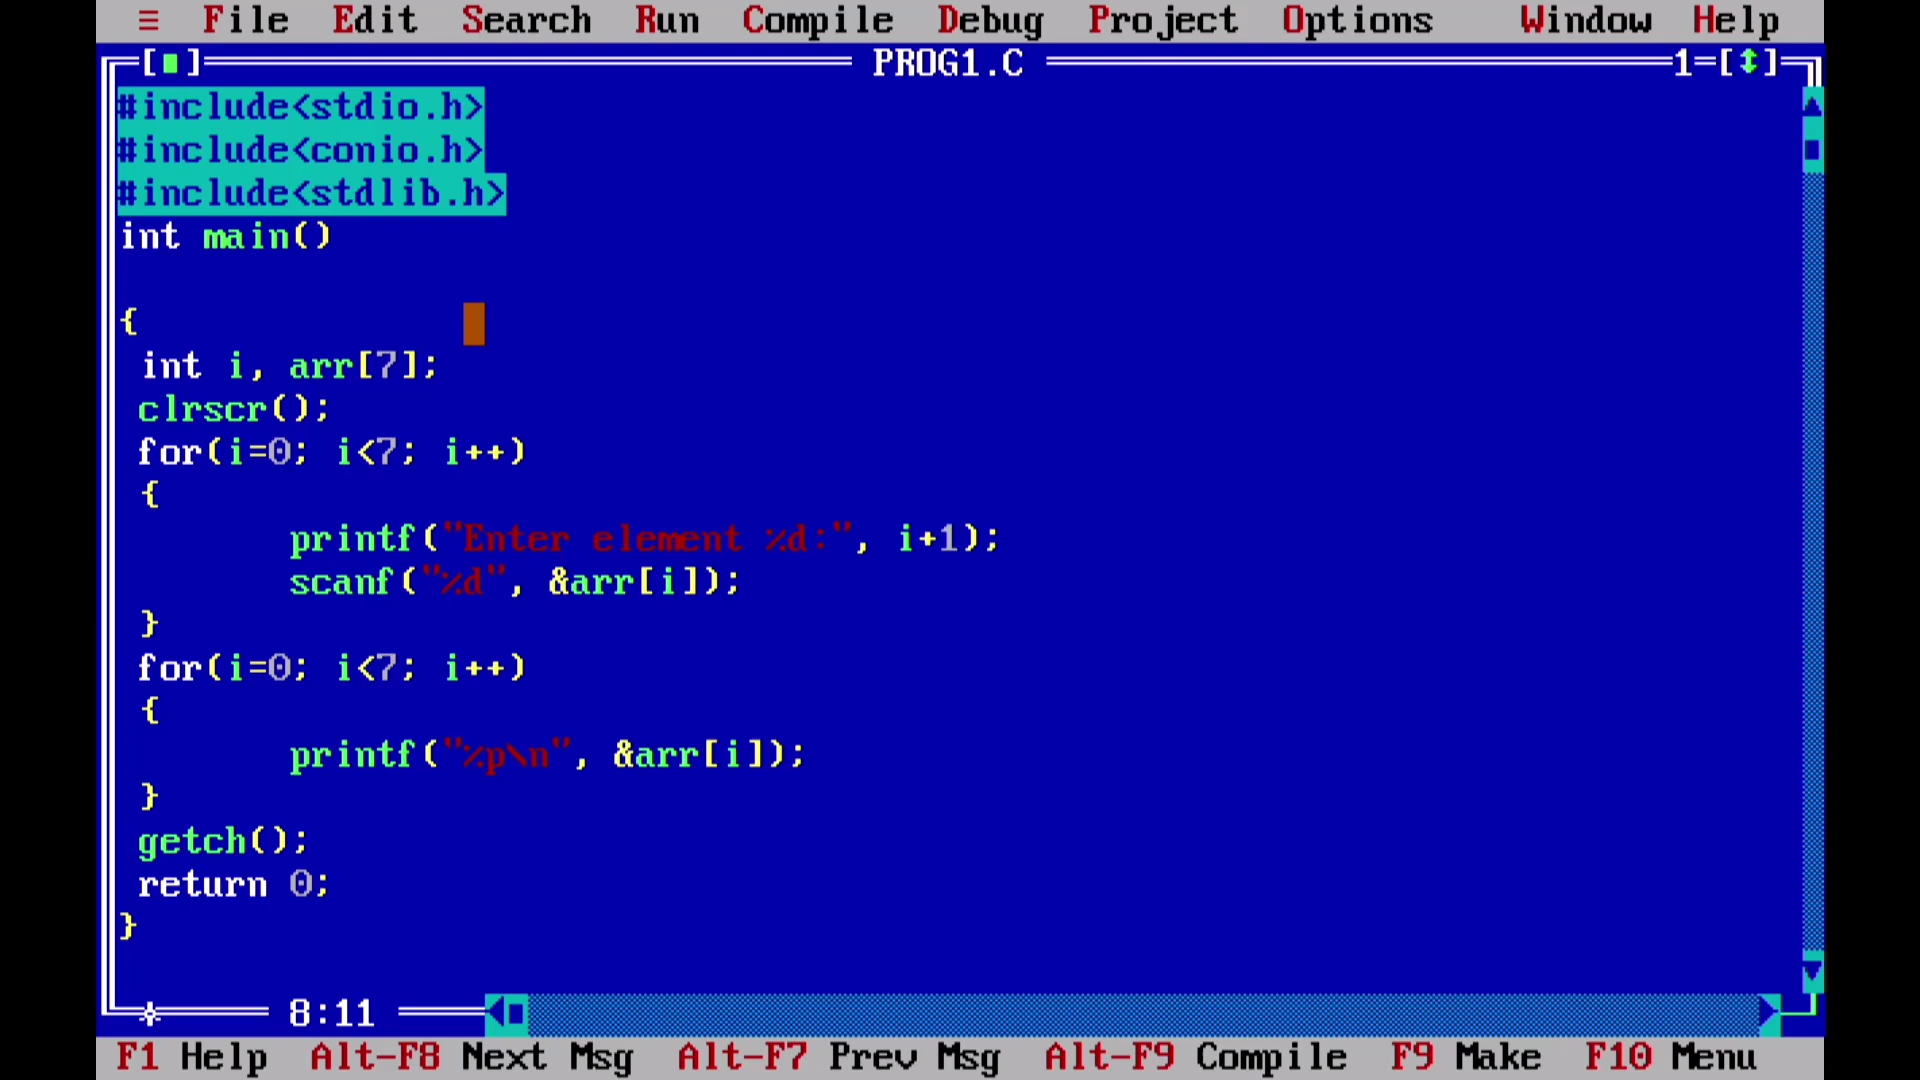 ≡ File Edit Search Run Compile Debug Project Options Window Help
[■] PROG1.C 1=[↕]
#include<stdio.h>
#include<conio.h>
#include<stdlib.h>
int main()
{
int i, arr[7];
clrscr();
for(i=0; i<7; i++)
{
printf("Enter element %d:", i+1);
scanf("%d", &arr[i]);
}
for(i=0; i<7; i++)
{
printf("%p\n", &arr[i]);
}
getch();
return 0;
}
8:11
F1 Help Alt-F8 Next Msg Alt-F7 Prev Msg Alt-F9 Compile F9 Make F10 Menu